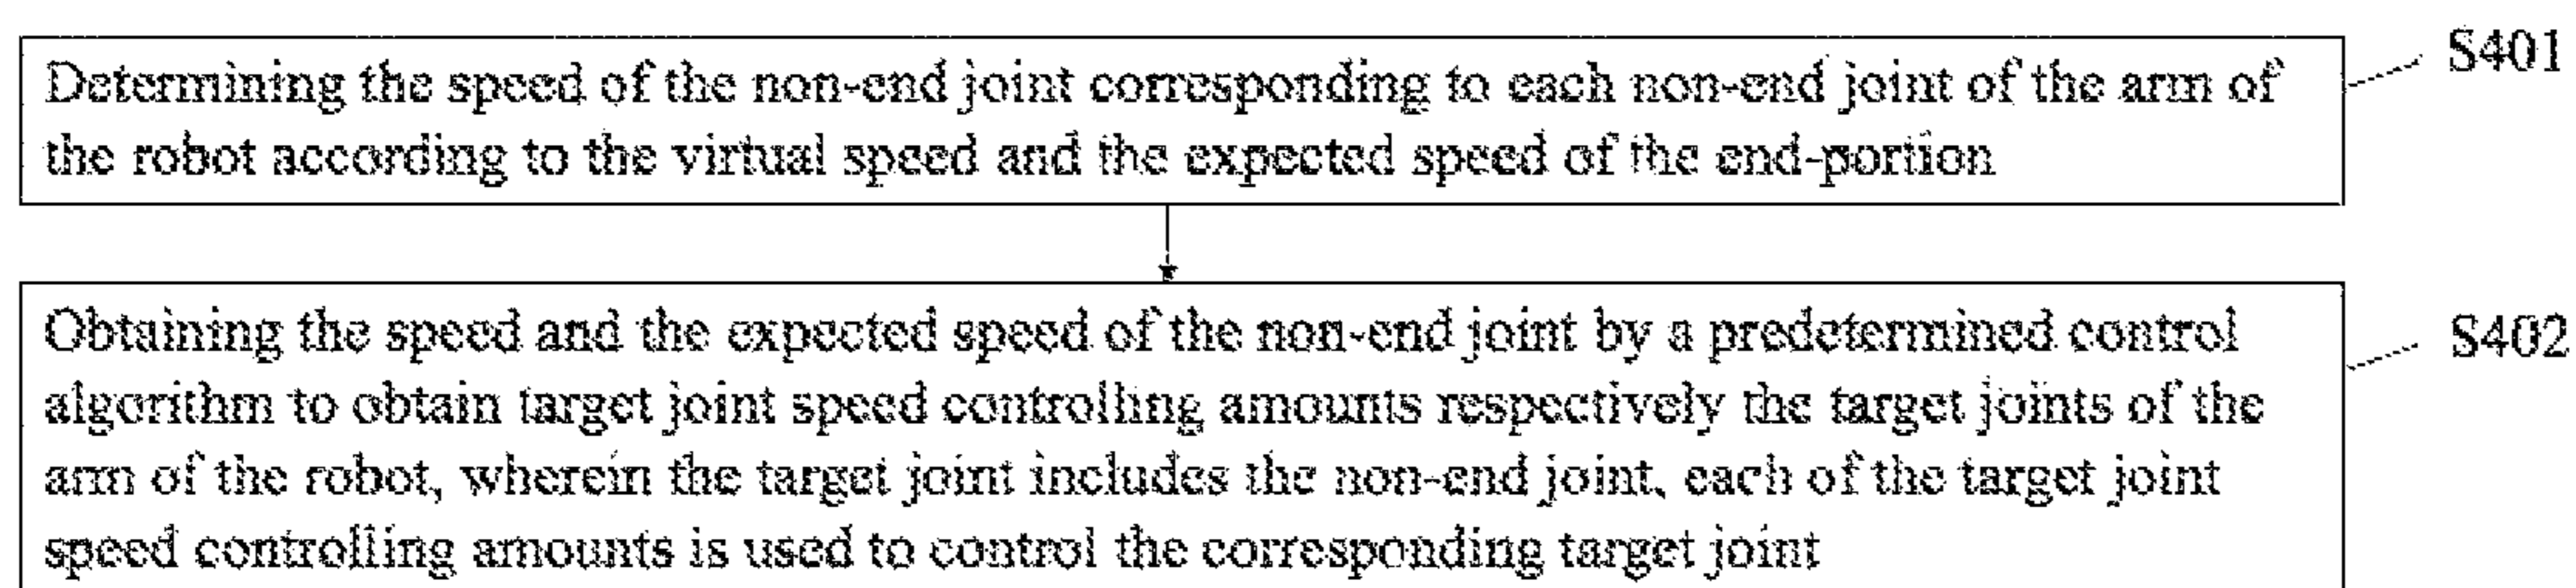 Determining the speed of the non-end joint corresponding to each non-end joint of the arm of
the robot according to the virtual speed and the expected speed of the end-portion
S401
Obtaining the speed and the expected speed of the non-end joint by a predetermined control
algorithm to obtain target joint speed controlling amounts respectively the target joints of the
arm of the robot, wherein the target joint includes the non-end joint, each of the target joint
speed controlling amounts is used to control the corresponding target joint
S402